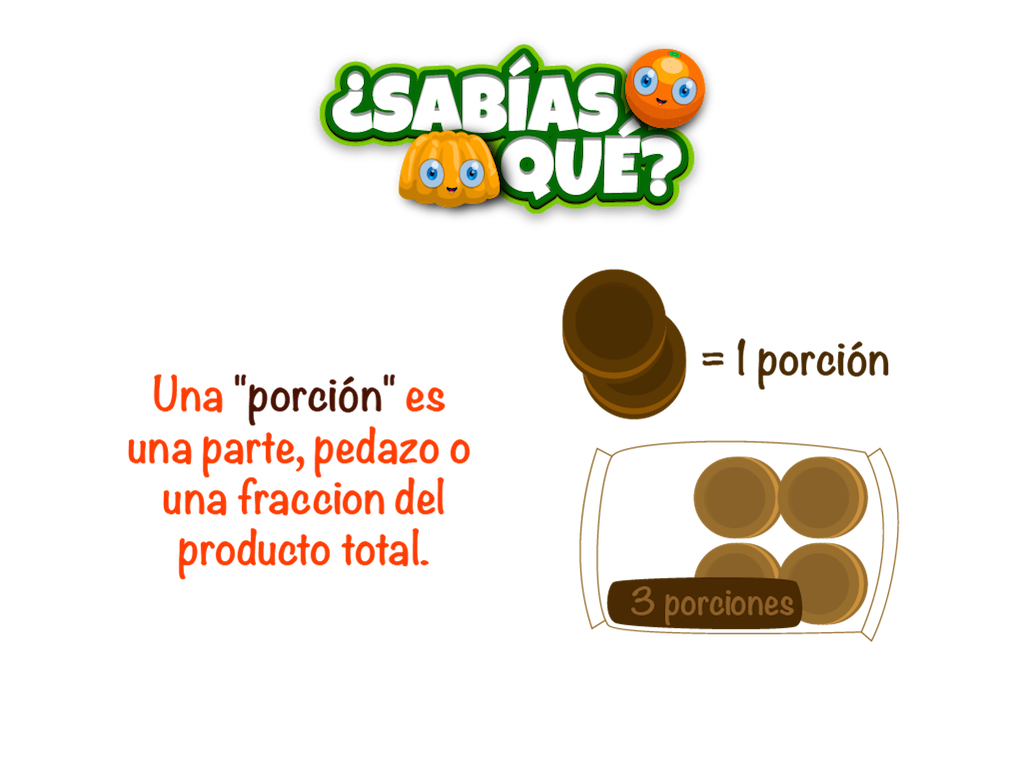 ¿SABÍAS
QUÉ?
Una "porción" es
una parte, pedazo o
una fraccion del
producto total.
= 1 porción
3 porciones